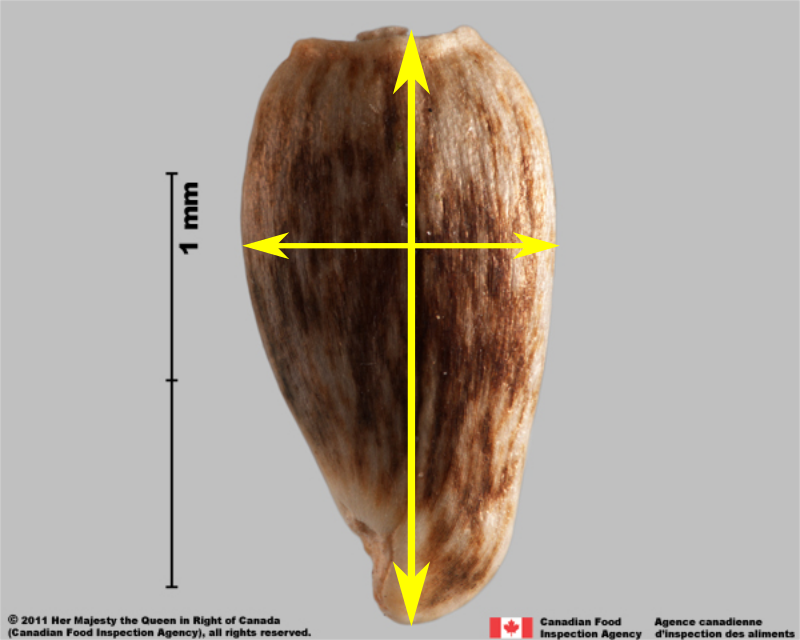 1 mm
© 2011 Her Majesty the Queen in Right of Canada
(Canadian Food Inspection Agency), all rights reserved.
Canadian Food
Inspection Agency
Agence canadienne
d'inspection des aliments